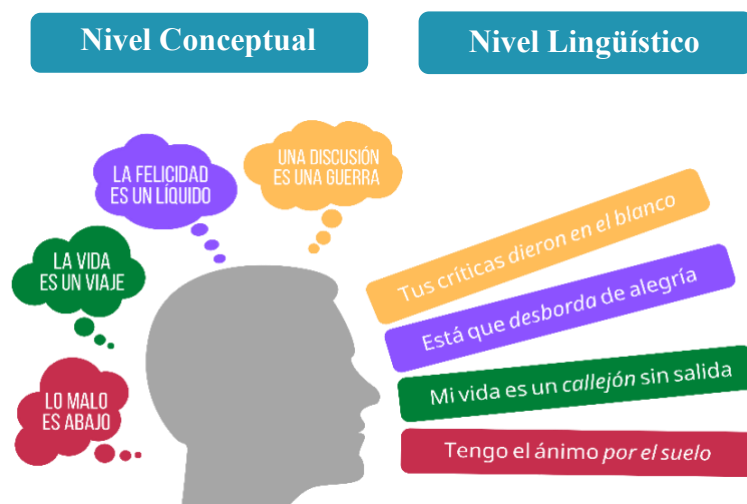 Nivel Conceptual
Nivel Lingüístico
UNA DISCUSIÓN
ES UNA GUERRA
LA FELICIDAD
ES UN LÍQUIDO
LA VIDA
ES UN VIAJE
LO MALO
ES ABAJO
Tus críticas dieron en el blanco
Está que desborda de alegría
Mi vida es un callejón sin salida
Tengo el ánimo por el suelo